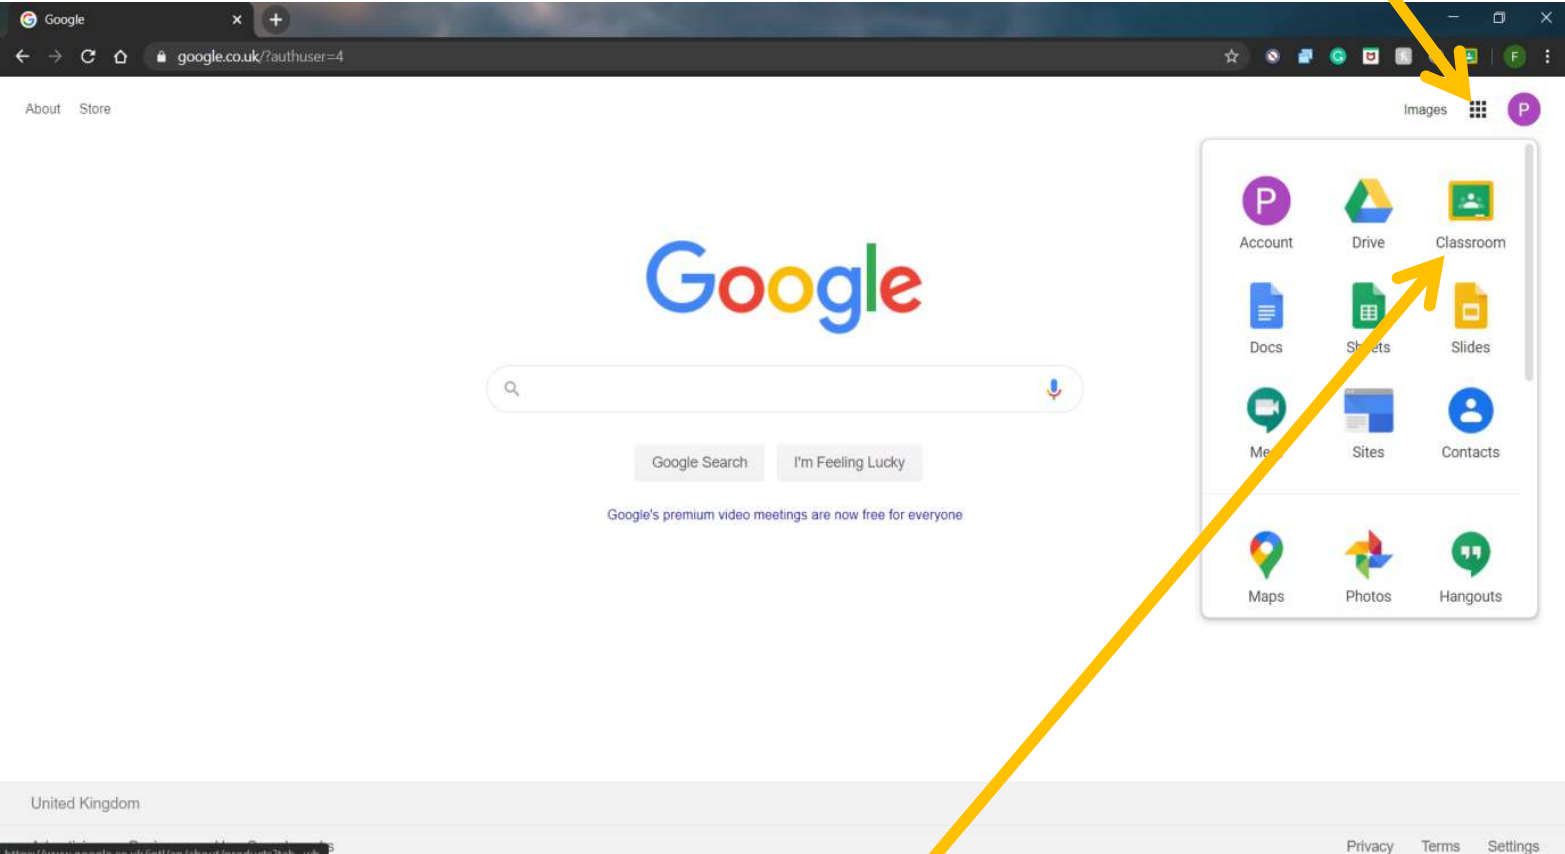 Google
google.co.uk/?authuser=4
F
About Store
Images
P
P
Account Drive Classroom
Google
Docs Sheets Slides
Meet Sites Contacts
Google Search I'm Feeling Lucky
Google's premium video meetings are now free for everyone
Maps Photos Hangouts
United Kingdom
Privacy Terms Settings